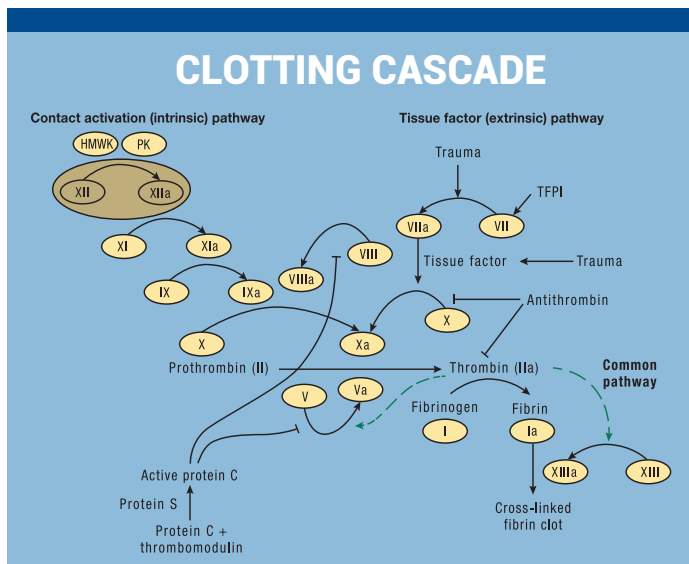 CLOTTING CASCADE
Contact activation (intrinsic) pathway
Tissue factor (extrinsic) pathway
HMWK
PK
Trauma
XII
XIIa
TFPI
VIIa
VII
XI
XIa
VIII
Tissue factor
Trauma
VIIIa
IX
IXa
Antithrombin
X
X
Xa
Prothrombin (II)
Thrombin (IIa)
Common
pathway
V
Va
Fibrinogen
Fibrin
I
Ia
XIIIa
XIII
Active protein C
Protein S
Cross-linked
fibrin clot
Protein C +
thrombomodulin